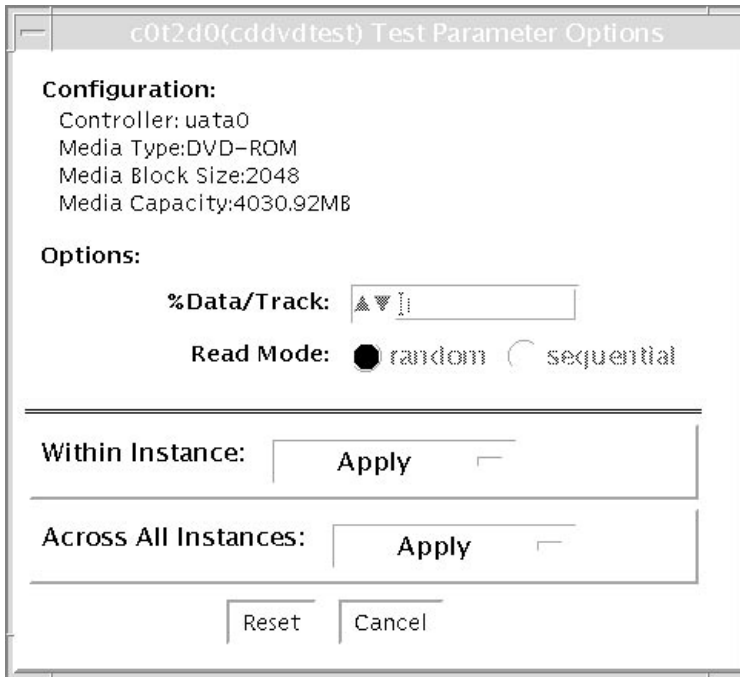 c0t2d0(cddvdtest) Test Parameter Options
Configuration:
Controller: uata0
Media Type:DVD-ROM
Media Block Size:2048
Media Capacity:4030.92MB
Options:
%Data/Track:
Read Mode: random sequential
Within Instance: Apply
Across All Instances: Apply
Reset Cancel